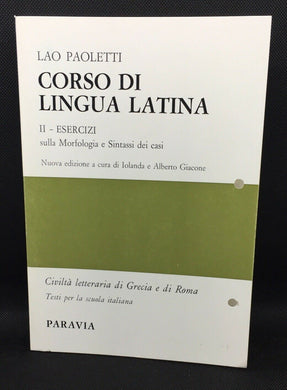 LAO PAOLETTI
CORSO DI
LINGUA LATINA
II - ESERCIZI
sulla Morfologia e Sintassi dei casi
Nuova edizione a cura di Iolanda e Alberto Giacone
Civiltà letteraria di Grecia e di Roma
Testi per la scuola italiana
PARAVIA